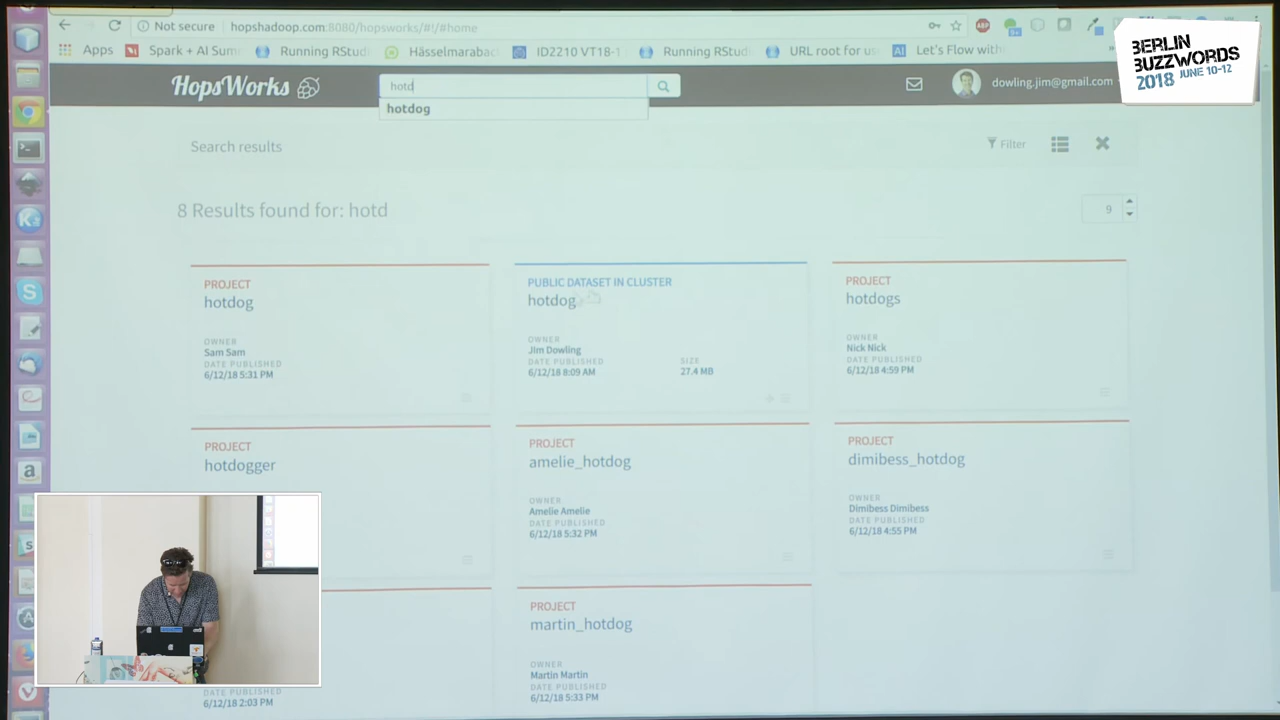 Not secure
hopshadoop.com:8080/hopsworks/#!/#home
ABP
Apps
Spark + AI Sum
Running RStudi
Hässelmarabac
ID2210 VT18-1
Running RStudi
URL root for us
Let's Flow with
BERLIN
BUZZWORDS
2018 JUNE 10-12
HopsWorks
hotd
dowling.jim@gmail.com
hotdog
Search results
Filter
8 Results found for: hotd
9
PROJECT
hotdog
OWNER
Sam Sam
DATE PUBLISHED
6/12/18 5:31 PM
PUBLIC DATASET IN CLUSTER
hotdog
OWNER
Jim Dowling
DATE PUBLISHED
6/12/18 8:09 AM
SIZE
27.4 MB
PROJECT
hotdogs
OWNER
Nick Nick
DATE PUBLISHED
6/12/18 4:59 PM
PROJECT
hotdogger
PROJECT
amelie_hotdog
OWNER
Amelie Amelie
DATE PUBLISHED
6/12/18 5:32 PM
PROJECT
dimibess_hotdog
OWNER
Dimibess Dimibess
DATE PUBLISHED
6/12/18 4:55 PM
DATE PUBLISHED
6/12/18 2:03 PM
PROJECT
martin_hotdog
OWNER
Martin Martin
DATE PUBLISHED
6/12/18 5:33 PM